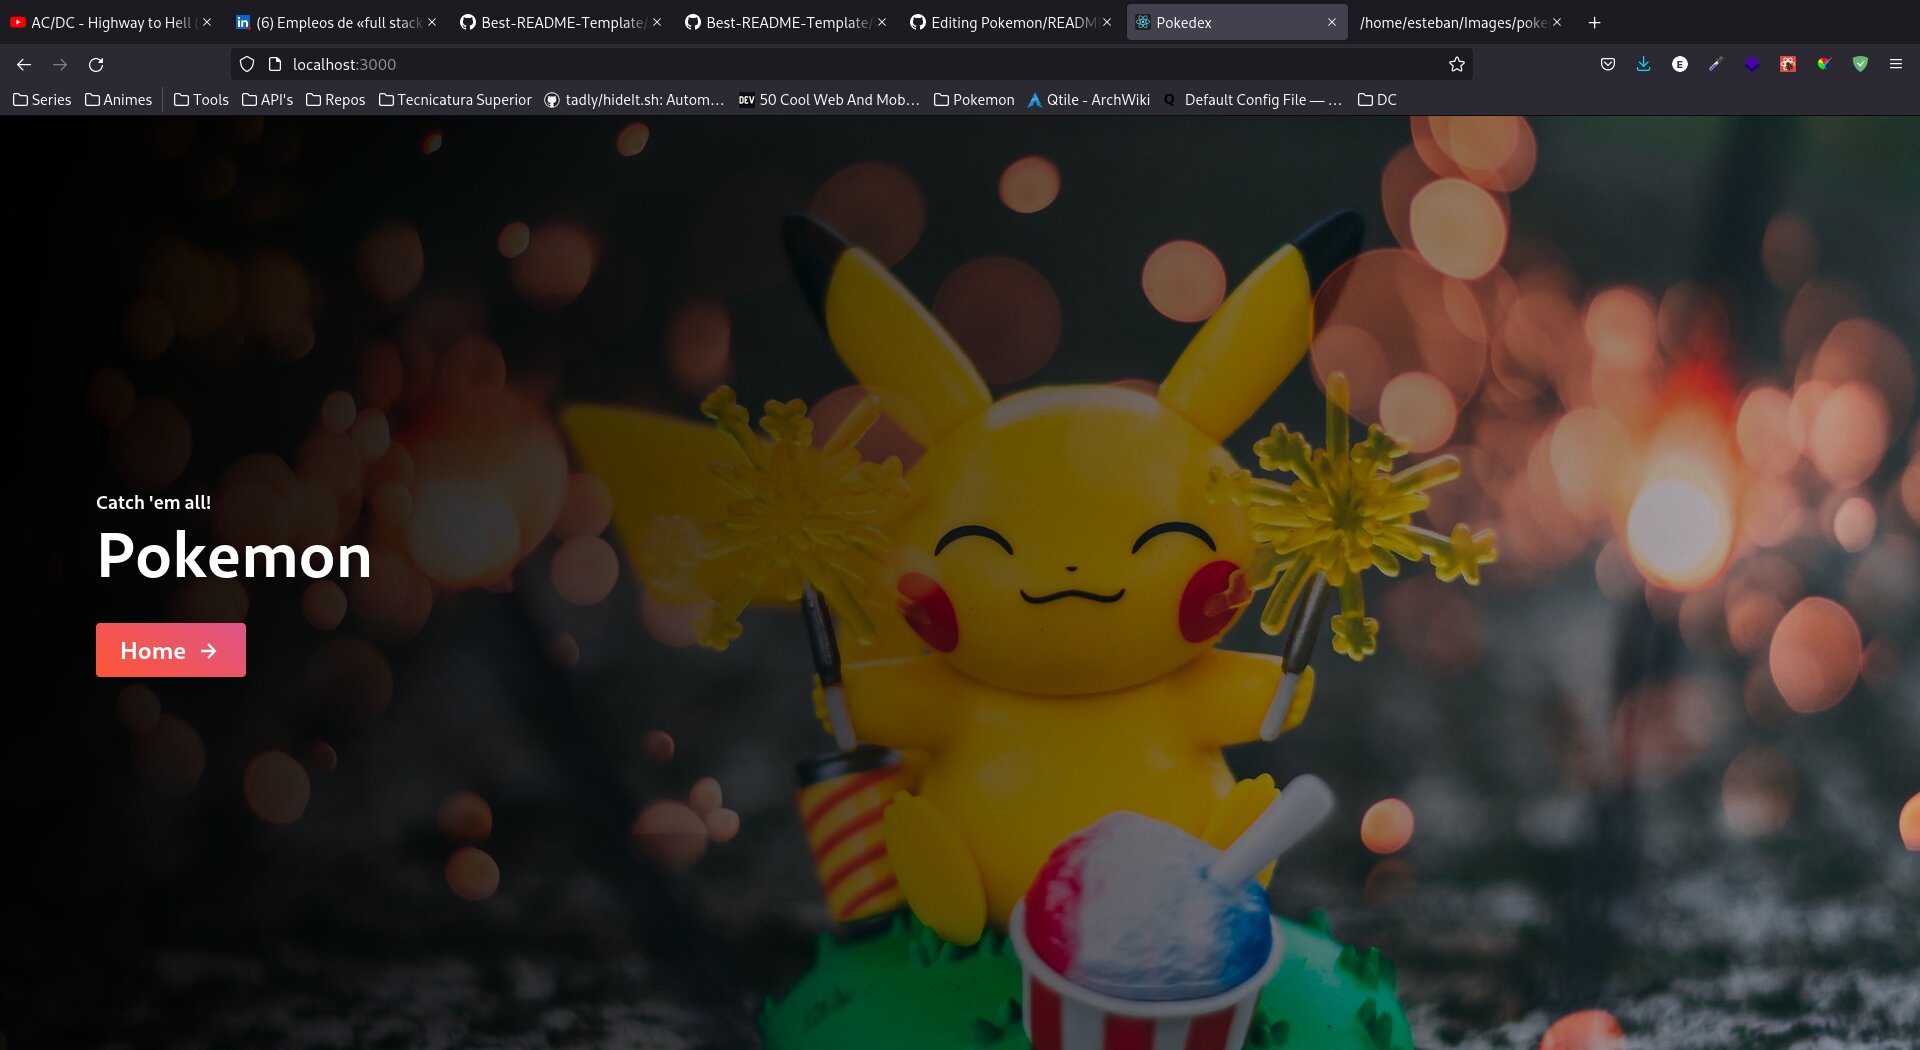 AC/DC - Highway to Hell (
(6) Empleos de «full stack
Best-README-Template/
Best-README-Template/
Editing Pokemon/READM
Pokedex
/home/esteban/Images/poke
localhost:3000
E
Series
Animes
Tools
API's
Repos
Tecnicatura Superior
tadly/hideIt.sh: Autom…
DEV
50 Cool Web And Mob…
Pokemon
Qtile - ArchWiki
Default Config File — …
DC
Catch 'em all!
Pokemon
Home